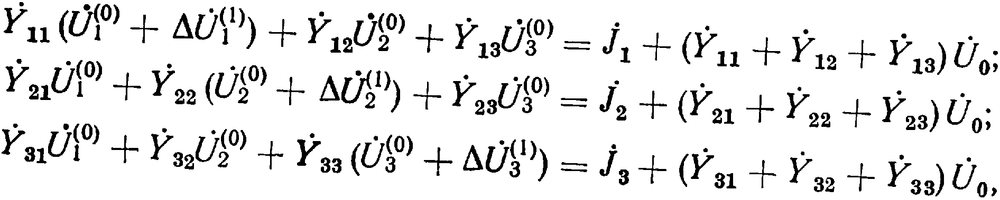 Ẏ₁₁(U̇₁⁽⁰⁾ + ΔU̇₁⁽¹⁾) + Ẏ₁₂U̇₂⁽⁰⁾ + Ẏ₁₃U̇₃⁽⁰⁾ = J̇₁ + (Ẏ₁₁ + Ẏ₁₂ + Ẏ₁₃)U̇₀;
Ẏ₂₁U̇₁⁽⁰⁾ + Ẏ₂₂(U̇₂⁽⁰⁾ + ΔU̇₂⁽¹⁾) + Ẏ₂₃U̇₃⁽⁰⁾ = J̇₂ + (Ẏ₂₁ + Ẏ₂₂ + Ẏ₂₃)U̇₀;
Ẏ₃₁U̇₁⁽⁰⁾ + Ẏ₃₂U̇₂⁽⁰⁾ + Ẏ₃₃(U̇₃⁽⁰⁾ + ΔU̇₃⁽¹⁾) = J̇₃ + (Ẏ₃₁ + Ẏ₃₂ + Ẏ₃₃)U̇₀,